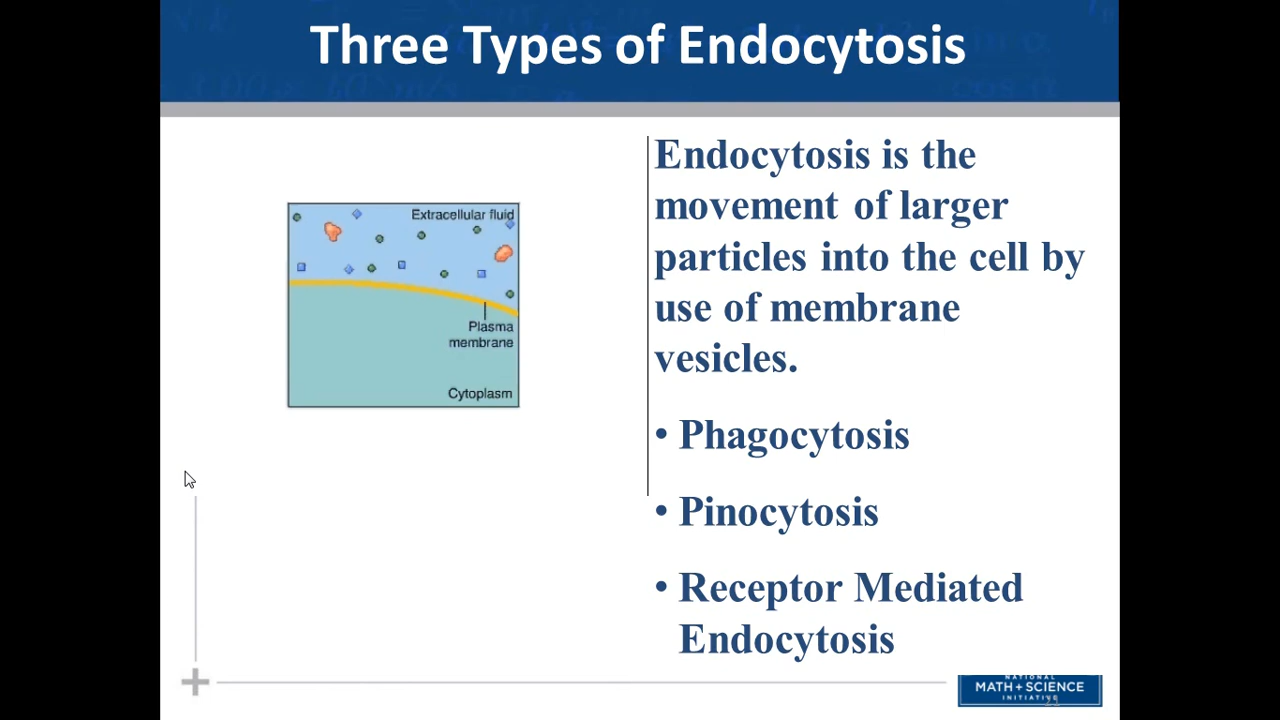 Three Types of Endocytosis
Extracellular fluid
Plasma
membrane
Cytoplasm
Endocytosis is the
movement of larger
particles into the cell by
use of membrane
vesicles.
• Phagocytosis
• Pinocytosis
• Receptor Mediated
Endocytosis
NATIONAL
MATH + SCIENCE
INITIATIVE